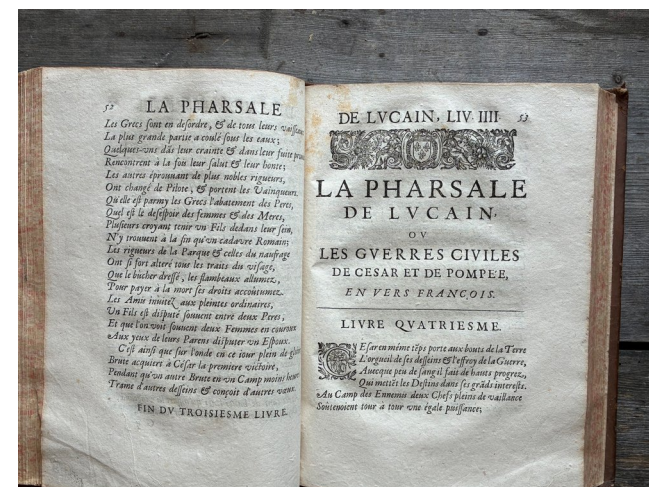 52 LA PHARSALE
Les Grecs ſont en deſordre, & de tous leurs vaiſſeaux
La plus grande partie a coulé ſous les eaux;
Quelques-vns dãs leur crainte & dans leur fuite
Rencontrent à la fois leur ſalut & leur honte;
Les autres éprouvant de plus nobles rigueurs,
Ont changé de Pilote, & portent les Vainqueurs.
Qu'elle eſt parmy les Grecs l'abatement des Peres,
Quel eſt le deſeſpoir des femmes & des Meres,
Pluſieurs croyant tenir vn Fils dedans leur ſein,
N'y trouuent à la fin qu'vn cadavre Romain;
Les rigueurs de la Parque & celles du naufrage
Ont ſi fort alteré tous les traits du viſage,
Que le bûcher dreſſé, les flambeaux allumez,
Pour payer à la mort ſes droits accoûtumez
Les Amis inuitez aux pleintes ordinaires,
Vn Fils eſt diſputé ſouuent entre deux Peres,
Et que l'on voit ſouuent deux Femmes en couroux
Aux yeux de leurs Parens diſputer vn Eſpoux.
C'eſt ainſi que ſur l'onde en ce iour plein de
Brute acquiert à Céſar la premiere victoire,
Pendant qu'vn autre Brute en vn Camp moins
Trame d'autres deſſeins & conçoit d'autres vœux.
FIN DV TROISIESME LIVRE.
DE LVCAIN, LIV. IIII 53
LA PHARSALE
DE LVCAIN.
OV
LES GVERRES CIVILES
DE CESAR ET DE POMPE'E,
EN VERS FRANCOIS.
LIVRE QVATRIESME.
CEſar en même tẽps porte aux bouts de la Terre
L'orgueil de ſes deſſeins & l'effroy de la Guerre,
Avecque peu de ſang il fait de hauts progrez,
Qui mettẽt les Deſtins dans ſes grãds intereſts.
Au Camp des Ennemis deux Chefs pleins de vaillance
Soûtenoient tour à tour vne égale puiſſance;